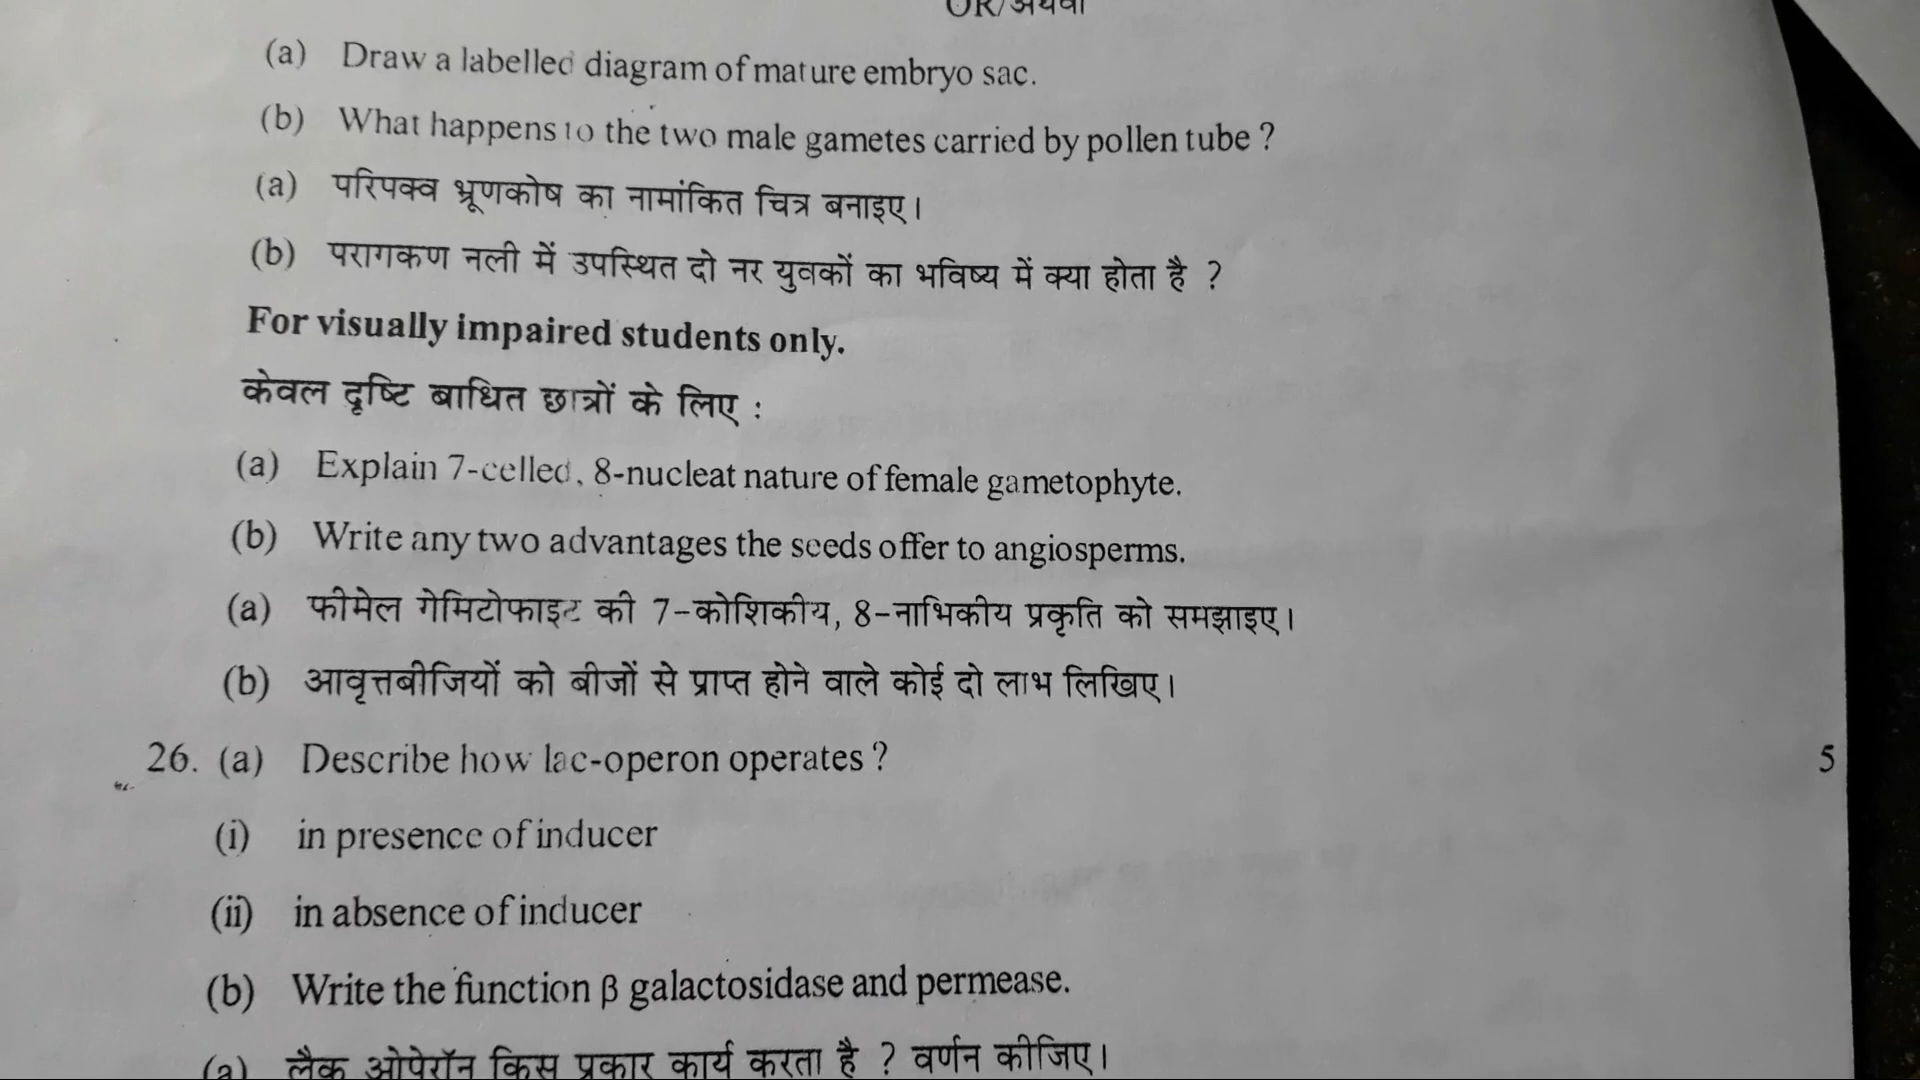 OR/अथवा
(a) Draw a labelled diagram of mature embryo sac.
(b) What happens to the two male gametes carried by pollen tube ?
(a) परिपक्व भ्रूणकोष का नामांकित चित्र बनाइए।
(b) परागकण नली में उपस्थित दो नर युवकों का भविष्य में क्या होता है ?
For visually impaired students only.
केवल दृष्टि बाधित छात्रों के लिए :
(a) Explain 7-celled, 8-nucleat nature of female gametophyte.
(b) Write any two advantages the seeds offer to angiosperms.
(a) फीमेल गेमिटोफाइट की 7-कोशिकीय, 8-नाभिकीय प्रकृति को समझाइए।
(b) आवृत्तबीजियों को बीजों से प्राप्त होने वाले कोई दो लाभ लिखिए।
26. (a) Describe how lac-operon operates ? 5
(i) in presence of inducer
(ii) in absence of inducer
(b) Write the function β galactosidase and permease.
(a) लैक ओपेरॉन किस प्रकार कार्य करता है ? वर्णन कीजिए।